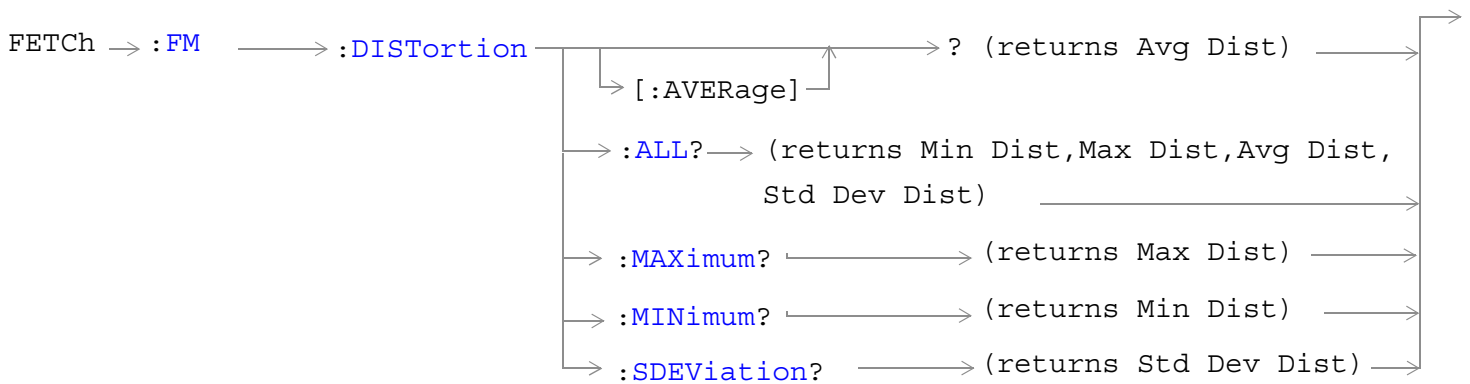 FETCh :FM :DISTortion ? (returns Avg Dist)
[:AVERage]
:ALL? (returns Min Dist,Max Dist,Avg Dist,
Std Dev Dist)
:MAXimum? (returns Max Dist)
:MINimum? (returns Min Dist)
:SDEViation? (returns Std Dev Dist)